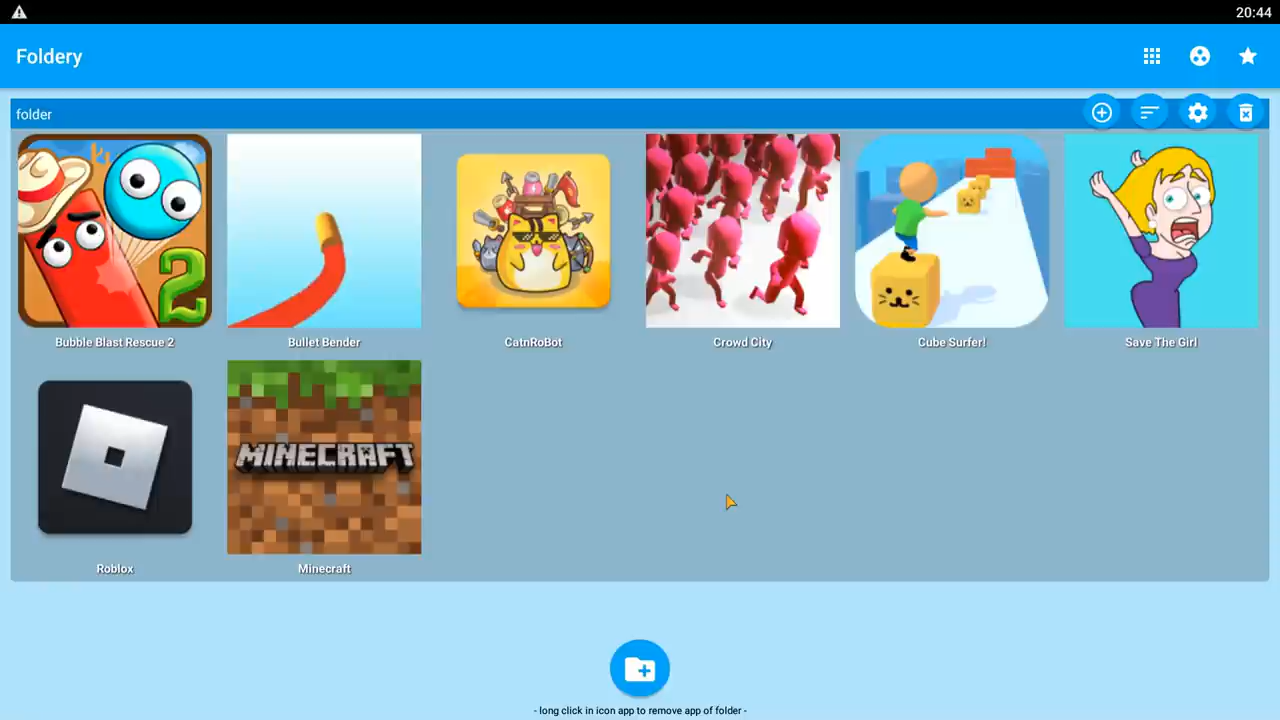 20:44
Foldery
folder
2
Bubble Blast Rescue 2
Bullet Bender
CatnRoBot
Crowd City
Cube Surfer!
Save The Girl
MINECRAFT
Roblox
Minecraft
- long click in icon app to remove app of folder -